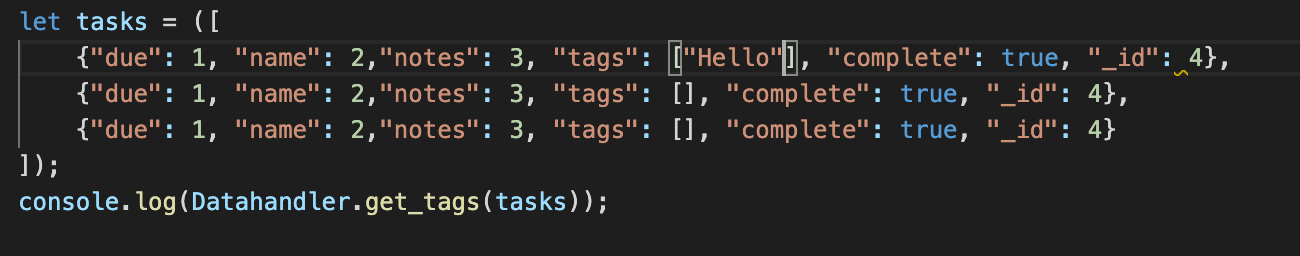 let tasks = ([
    {"due": 1, "name": 2,"notes": 3, "tags": ["Hello"], "complete": true, "_id": 4},
    {"due": 1, "name": 2,"notes": 3, "tags": [], "complete": true, "_id": 4},
    {"due": 1, "name": 2,"notes": 3, "tags": [], "complete": true, "_id": 4}
]);
console.log(Datahandler.get_tags(tasks));